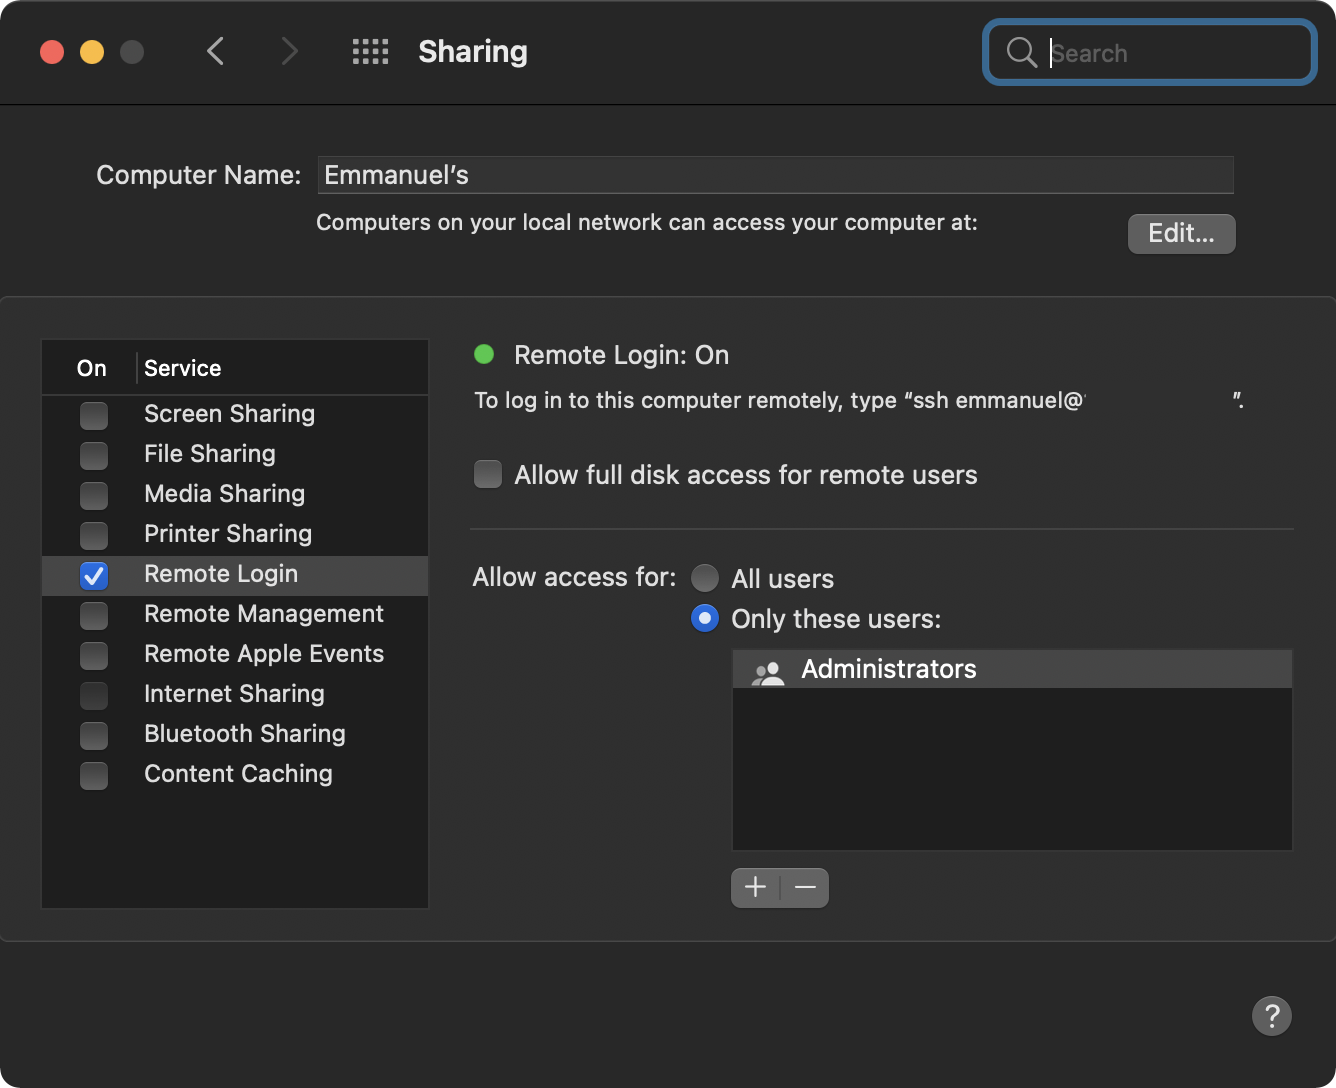 Sharing
Search
Computer Name: Emmanuel’s
Computers on your local network can access your computer at:
Edit...
On Service
Screen Sharing
File Sharing
Media Sharing
Printer Sharing
Remote Login
Remote Management
Remote Apple Events
Internet Sharing
Bluetooth Sharing
Content Caching
Remote Login: On
To log in to this computer remotely, type “ssh emmanuel@ ”.
Allow full disk access for remote users
Allow access for: All users
Only these users:
Administrators
+ −
?